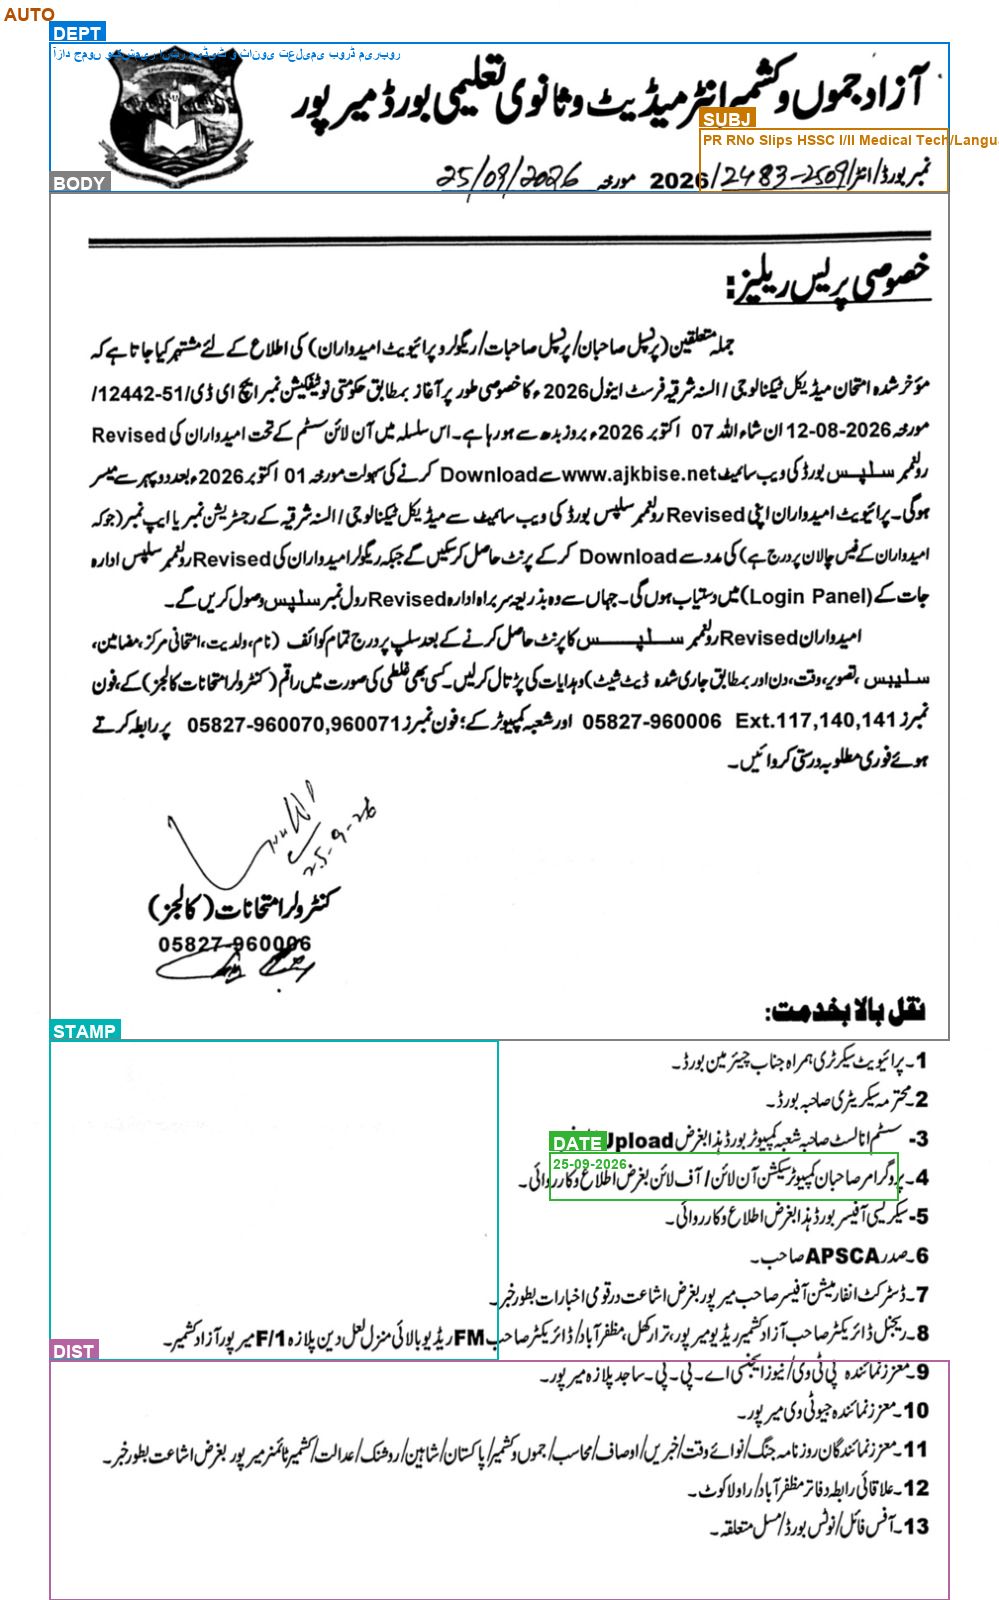 AUTO
DEPT
آزاد جموں وکشمیر انٹرمیڈیٹ و ثانوی تعلیمی بورڈ میرپور
آزاد جموں و کشمیر انٹرمیڈیٹ و ثانوی تعلیمی بورڈ میرپور
SUBJ
PR RNo Slips HSSC I/II Medical Tech/Langu
نمبر بورڈ/انٹر/2483-2509/2026 مورخہ 25/09/2026
BODY
خصوصی پریس ریلیز:
جملہ متعلقین (پرنسپل صاحبان/پرنسپل صاحبات/ریگولر و پرائیویٹ امیدواران) کی اطلاع کے لئے مشتہر کیا جاتا ہے کہ
مؤخر شدہ امتحان میڈیکل ٹیکنالوجی/السنہ شرقیہ فرسٹ اینول 2026ء کا خصوصی طور پر آغاز بمطابق حکومتی نوٹیفکیشن نمبر ایچ ای ڈی/51-12442/
مورخہ 2026-08-12 ان شاء اللہ 07 اکتوبر 2026ء بروز بدھ سے ہو رہا ہے۔ اس سلسلہ میں آن لائن سسٹم کے تحت امیدواران کی Revised
رولنمبر سلپس بورڈ کی ویب سائیٹ www.ajkbise.net سے Download کرنے کی سہولت مورخہ 01 اکتوبر 2026ء بعد دوپہر سے میسر
ہوگی۔ پرائیویٹ امیدواران اپنی Revised رولنمبر سلپس بورڈ کی ویب سائیٹ سے میڈیکل ٹیکنالوجی/السنہ شرقیہ کے رجسٹریشن نمبر یا ایپ نمبر (جو کہ
امیدواران کے فیس چالان پر درج ہے) کی مدد سے Download کر کے پرنٹ حاصل کر سکیں گے جبکہ ریگولر امیدواران کی Revised رولنمبر سلپس ادارہ
جات کے (Login Panel) میں دستیاب ہوں گی۔ جہاں سے وہ بذریعہ سربراہ ادارہ Revised رول نمبر سلپس وصول کریں گے۔
امیدواران Revised رولنمبر سلپس کا پرنٹ حاصل کرنے کے بعد سلپ پر درج تمام کوائف (نام، ولدیت، امتحانی مرکز، مضامین،
سلیبس، تصویر، وقت، دن اور بمطابق جاری شدہ ڈیٹ شیٹ) و ہدایات کی پڑتال کرلیں۔ کسی بھی غلطی کی صورت میں راقم (کنٹرولر امتحانات کالجز) کے، فون
نمبرز 05827-960006 Ext.117,140,141 اور شعبہ کمپیوٹر کے؛ فون نمبرز 05827-960070,960071 پر رابطہ کرتے
ہوئے فوری مطلوبہ درستی کروائیں۔
25-9-26
کنٹرولر امتحانات (کالجز)
05827-960006
نقل بالا بخدمت:
STAMP
1۔ پرائیویٹ سیکرٹری ہمراہ جناب چیئرمین بورڈ۔
2۔ محترمہ سیکریٹری صاحبہ بورڈ۔
3- سسٹم انالسٹ صاحبہ شعبہ کمپیوٹر بورڈ ہذا بغرض Upload
DATE
25-09-2026
4۔ پروگرامر صاحبان کمپیوٹر سیکشن آن لائن/آف لائن بغرض اطلاع و کارروائی۔
5- سیکریسی آفیسر بورڈ ہذا بغرض اطلاع و کارروائی۔
6۔ صدر APSCA صاحب۔
7۔ ڈسٹرکٹ انفارمیشن آفیسر صاحب میرپور بغرض اشاعت در قومی اخبارات بطور خبر۔
8۔ ریجنل ڈائریکٹر صاحب آزاد کشمیر ریڈیو میرپور، تراڑکھل، مظفرآباد/ڈائریکٹر صاحب FM ریڈیو بالائی منزل لعل دین پلازہ F/1 میرپور آزاد کشمیر۔
DIST
9۔ معزز نمائندہ پی ٹی وی/نیوز ایجنسی اے۔ پی۔ پی۔ ساجد پلازہ میرپور۔
10۔ معزز نمائندہ جیو ٹی وی میرپور۔
11۔ معزز نمائندگان روزنامہ جنگ/نوائے وقت/خبریں/اوصاف/محاسب/جموں و کشمیر/پاکستان/شاہین/روشنک/عدالت/کشمیر ٹائمنر میرپور بغرض اشاعت بطور خبر۔
12۔ علاقائی رابطہ دفاتر مظفرآباد/راولاکوٹ۔
13۔ آفس فائل/نوٹس بورڈ/مسل متعلقہ۔